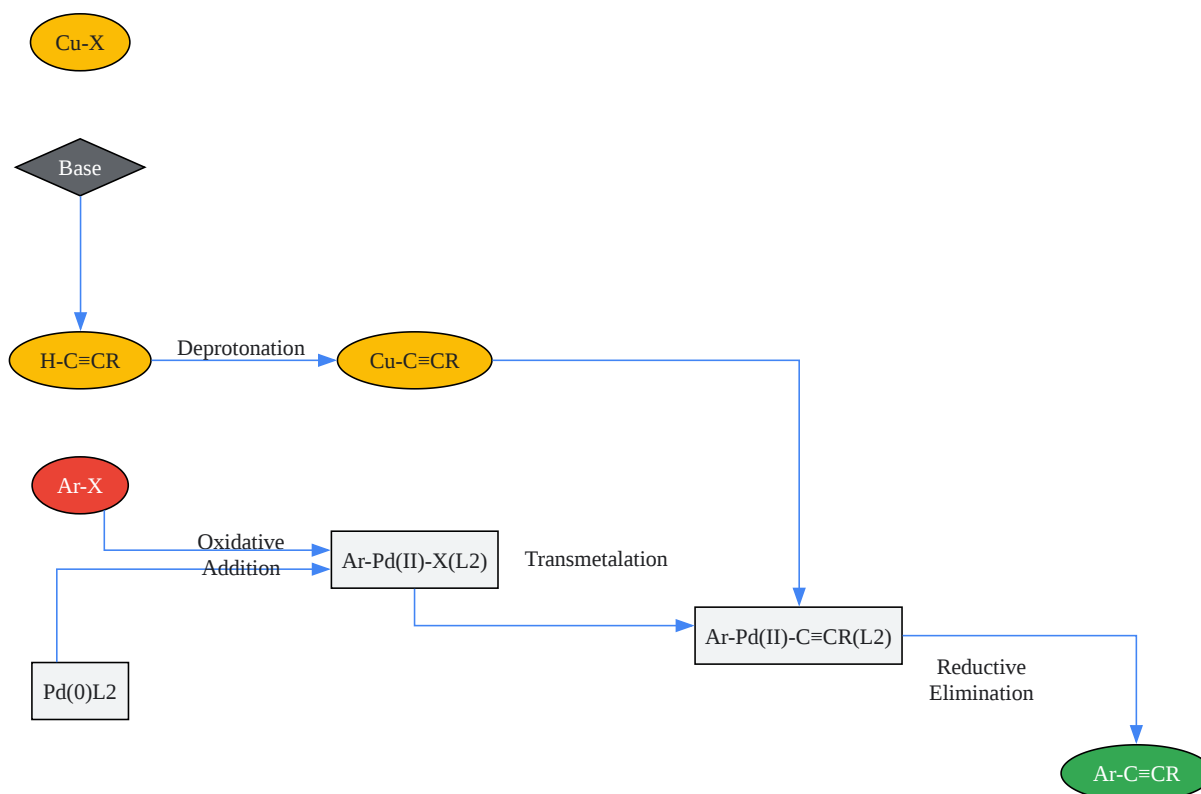 Cu-X
Base
H-C≡CR
Deprotonation
Cu-C≡CR
Ar-X
Oxidative
Addition
Ar-Pd(II)-X(L2)
Transmetalation
Ar-Pd(II)-C≡CR(L2)
Pd(0)L2
Reductive
Elimination
Ar-C≡CR